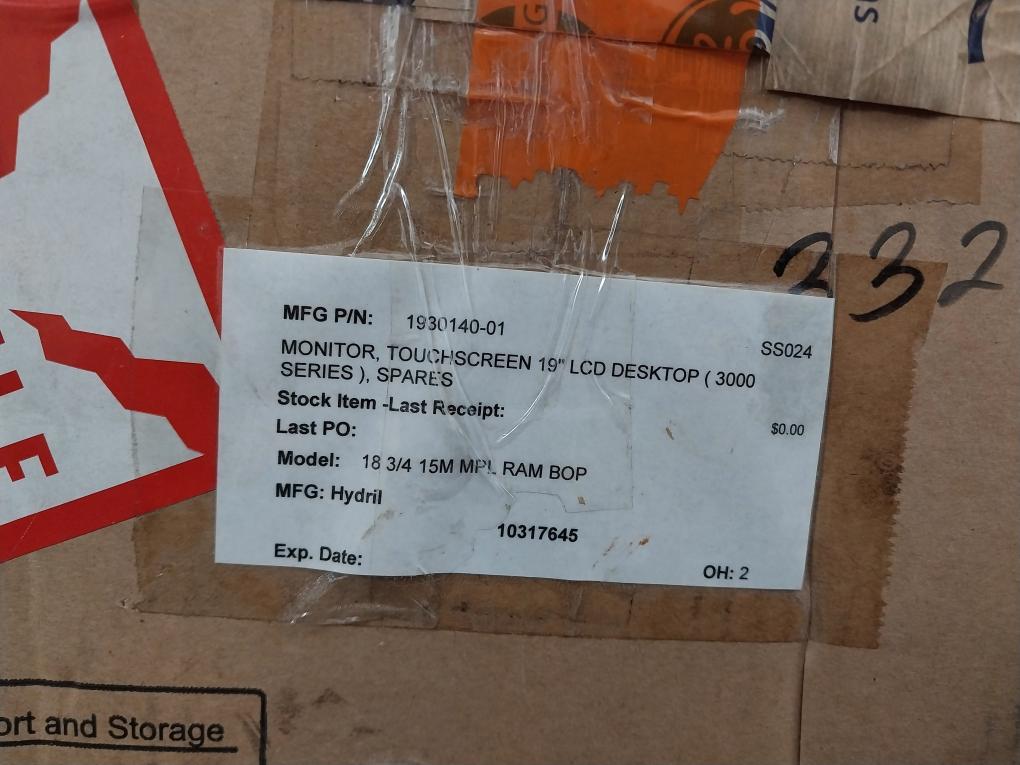 232
MFG P/N: 1930140-01
SS024
MONITOR, TOUCHSCREEN 19" LCD DESKTOP ( 3000
SERIES ), SPARES
Stock Item -Last Receipt:
$0.00
Last PO:
Model: 18 3/4 15M MPL RAM BOP
MFG: Hydril
10317645
Exp. Date:
OH: 2
ort and Storage